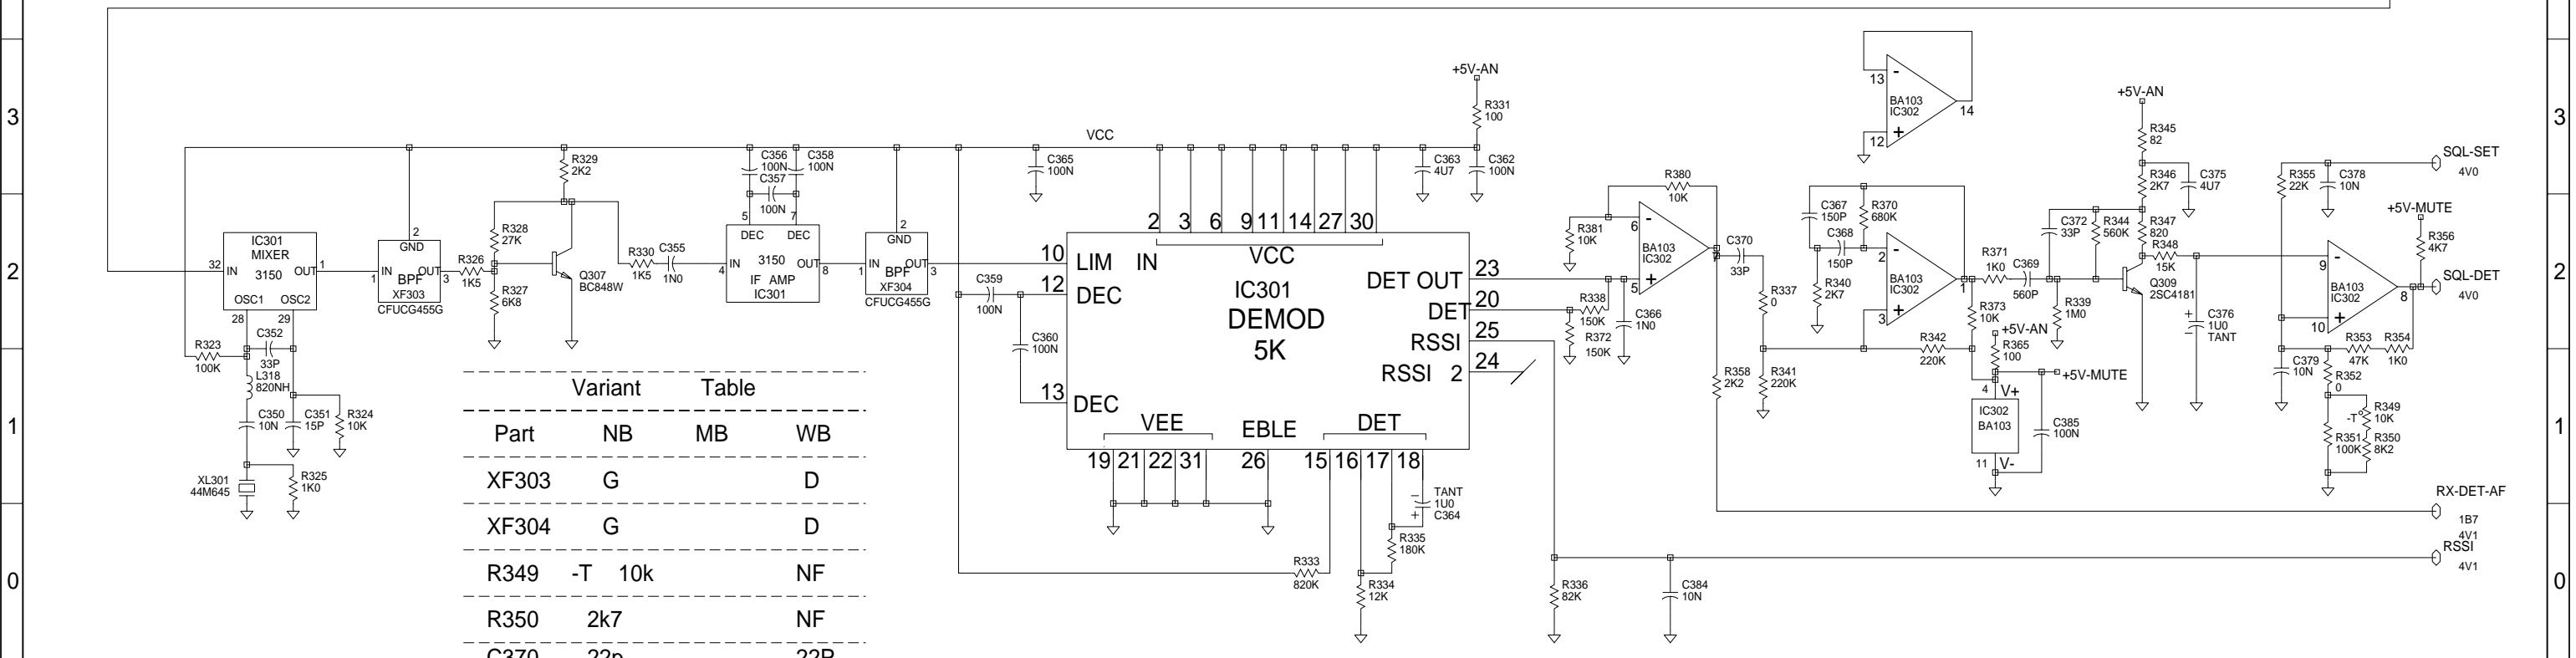 +5V-AN
R331
100
VCC
3
3
13
-
BA103
IC302
12
+
14
+5V-AN
R345
82
R346
2K7
C375
4U7
SQL-SET
4V0
R355
22K
C378
10N
+5V-MUTE
R356
4K7
R329
2K2
C356
100N
C358
100N
C357
100N
C365
100N
C363
4U7
C362
100N
R380
10K
R381
10K
6
-
BA103
IC302
5
+
7
C370
33P
C367
150P
R370
680K
C368
150P
R340
2K7
2
-
BA103
IC302
3
+
1
R371
1K0
C369
560P
C372
33P
R344
560K
R347
820
R348
15K
Q309
2SC4181
R339
1M0
C376
1U0
TANT
+
-
9
-
BA103
IC302
10
+
8
SQL-DET
4V0
2
2
IC301
MIXER
3150
32
IN
OUT
1
OSC1
OSC2
28
29
2
GND
1
IN
OUT
3
BPF
XF303
CFUCG455G
R326
1K5
R328
27K
R327
6K8
Q307
BC848W
R330
1K5
C355
1N0
5
7
DEC
DEC
3150
4
IN
OUT
8
IF AMP
IC301
2
GND
1
IN
OUT
3
BPF
XF304
CFUCG455G
C359
100N
C360
100N
2 3 6 9 11 14 27 30
VCC
10
LIM IN
12
DEC
13
DEC
IC301
DEMOD
5K
DET OUT
23
DET
20
RSSI
25
RSSI 2
24
VEE
EBLE
DET
19 21 22 31 26 15 16 17 18
R338
150K
R372
150K
C366
1N0
R337
0
R358
2K2
R341
220K
R342
220K
R373
10K
+5V-AN
R365
100
+5V-MUTE
4
V+
IC302
BA103
11
V-
C385
100N
C379
10N
R353
47K
R354
1K0
R352
0
R349
10K
-T°
R351
100K
R350
8K2
R323
100K
C352
33P
L318
820NH
C350
10N
C351
15P
R324
10K
XL301
44M645
R325
1K0
1
1
Variant Table
Part NB MB WB
XF303 G D
XF304 G D
R349 -T 10k NF
R350 2k7 NF
C370 22p 22P
-
TANT
1U0
+
C364
R335
180K
R333
820K
R334
12K
R336
82K
C384
10N
RX-DET-AF
1B7
4V1
RSSI
4V1
0
0